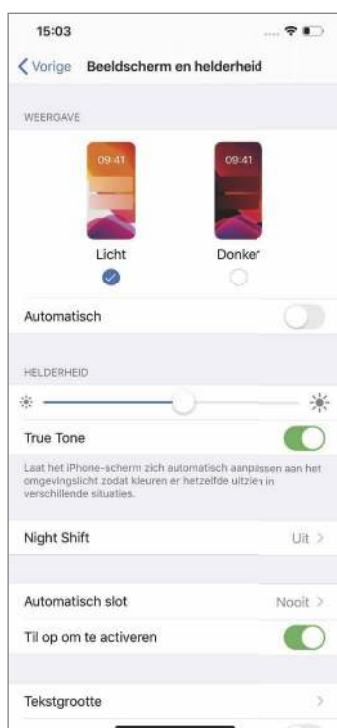 15:03
Vorige Beeldscherm en helderheid
WEERGAVE
09:41 09:41
Licht Donker
Automatisch
HELDERHEID
True Tone
Laat het iPhone-scherm zich automatisch aanpassen aan het
omgevingslicht zodat kleuren er hetzelfde uitzien in
verschillende situaties.
Night Shift Uit
Automatisch slot Nooit
Til op om te activeren
Tekstgrootte